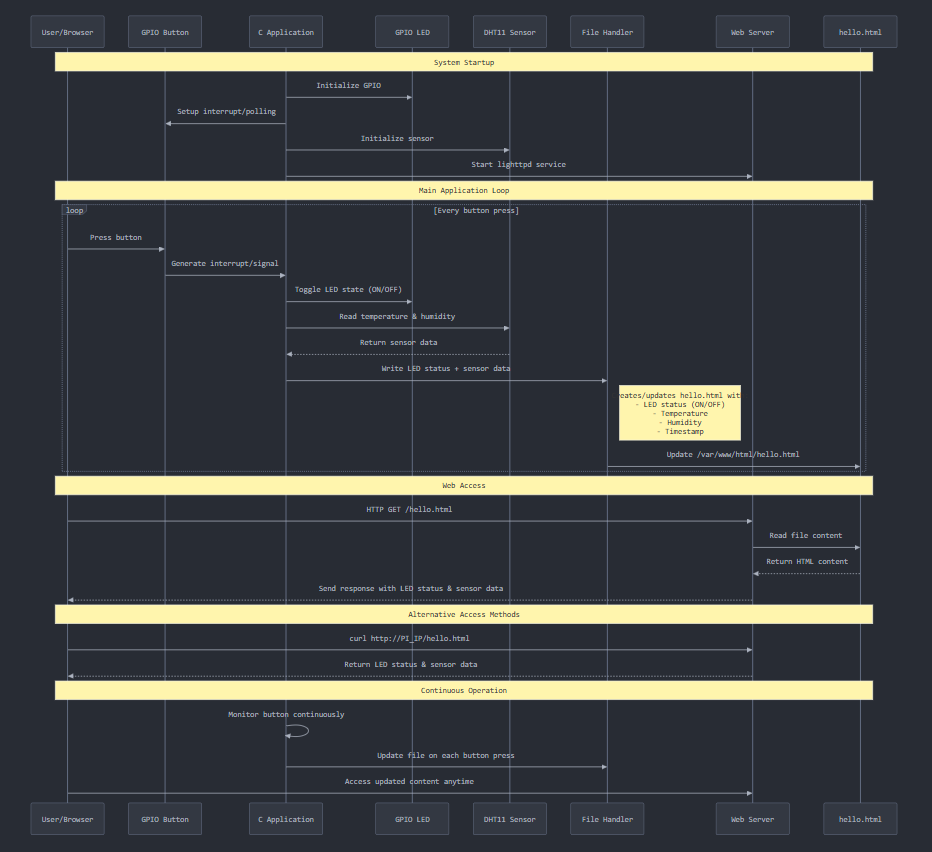 User/Browser
GPIO Button
C Application
GPIO LED
DHT11 Sensor
File Handler
Web Server
hello.html
System Startup
Initialize GPIO
Setup interrupt/polling
Initialize sensor
Start lighttpd service
Main Application Loop
loop
[Every button press]
Press button
Generate interrupt/signal
Toggle LED state (ON/OFF)
Read temperature & humidity
Return sensor data
Write LED status + sensor data
hello.html
- LED status (ON/OFF)
- Temperature
- Humidity
- Timestamp
Update /var/www/html/hello.html
Web Access
HTTP GET /hello.html
Read file content
Return HTML content
Send response with LED status & sensor data
Alternative Access Methods
curl http://PI_IP/hello.html
Return LED status & sensor data
Continuous Operation
Monitor button continuously
Update file on each button press
Access updated content anytime
User/Browser
GPIO Button
C Application
GPIO LED
DHT11 Sensor
File Handler
Web Server
hello.html